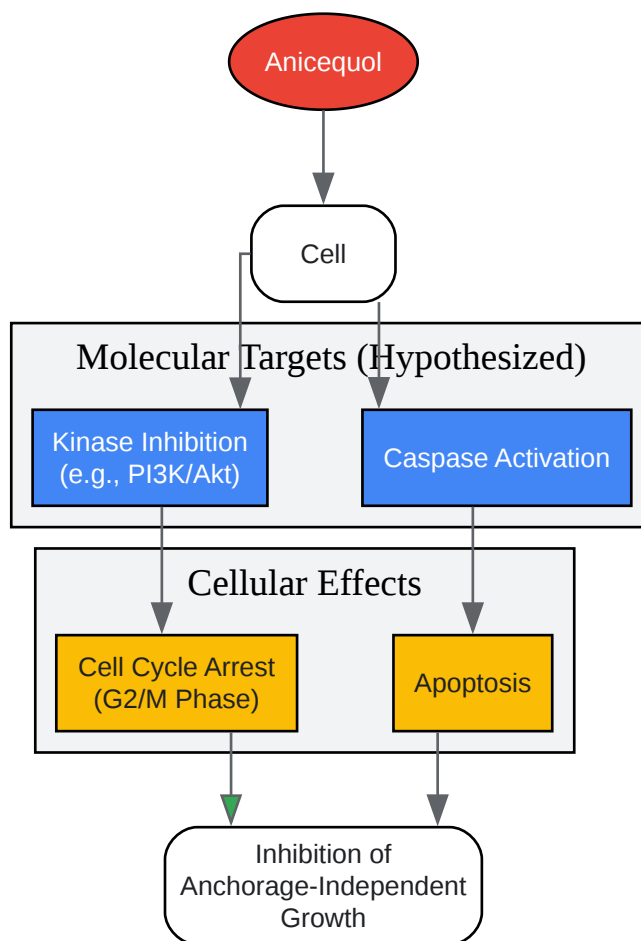 Anicequol
Cell
Molecular Targets (Hypothesized)
Kinase Inhibition
(e.g., PI3K/Akt)
Caspase Activation
Cellular Effects
Cell Cycle Arrest
(G2/M Phase)
Apoptosis
Inhibition of
Anchorage-Independent
Growth